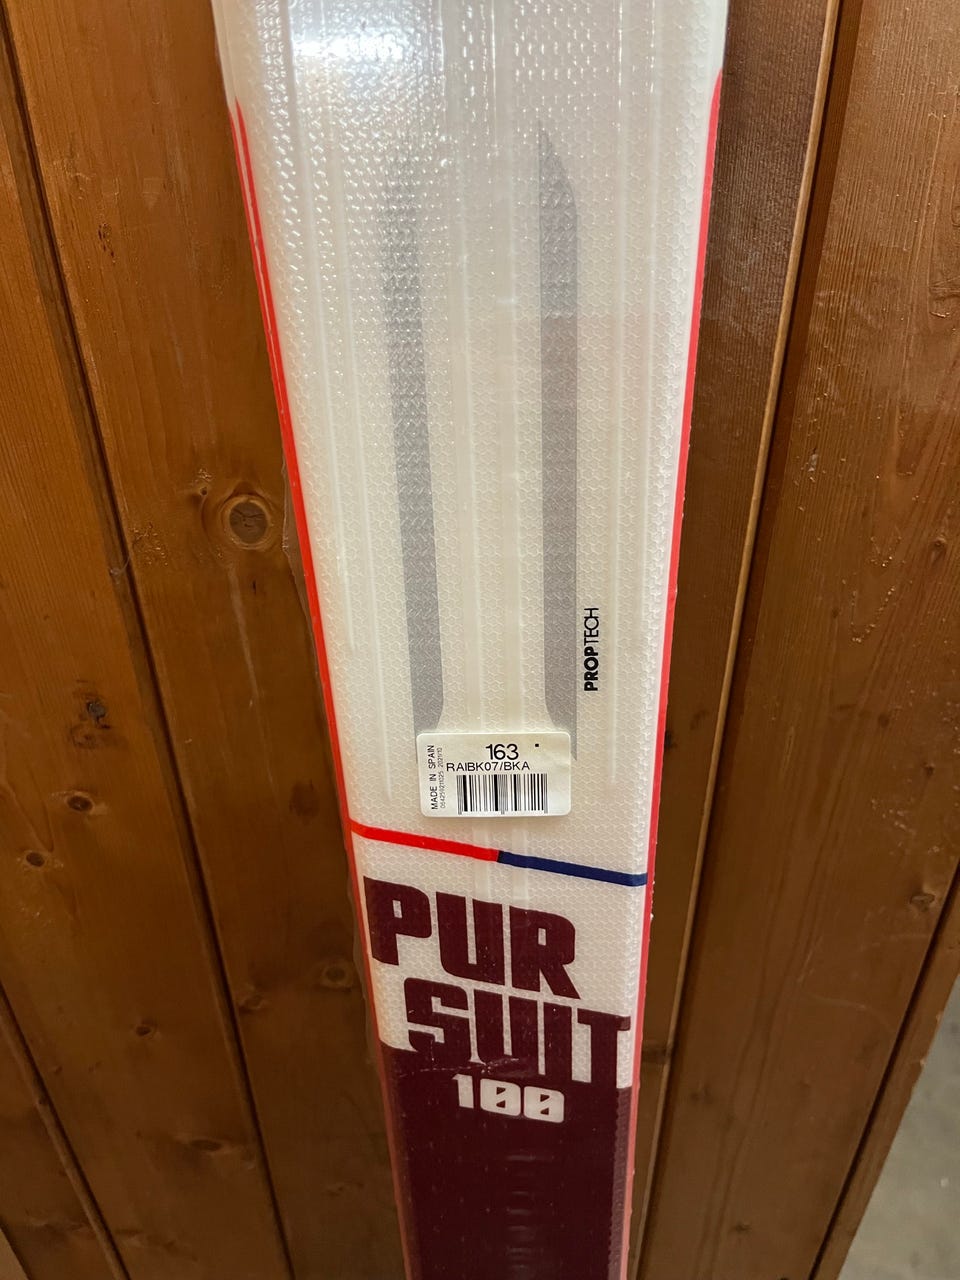 PROPTECH
163
RAIBK07/BKA
MADE IN SPAIN
PUR
SUIT
100